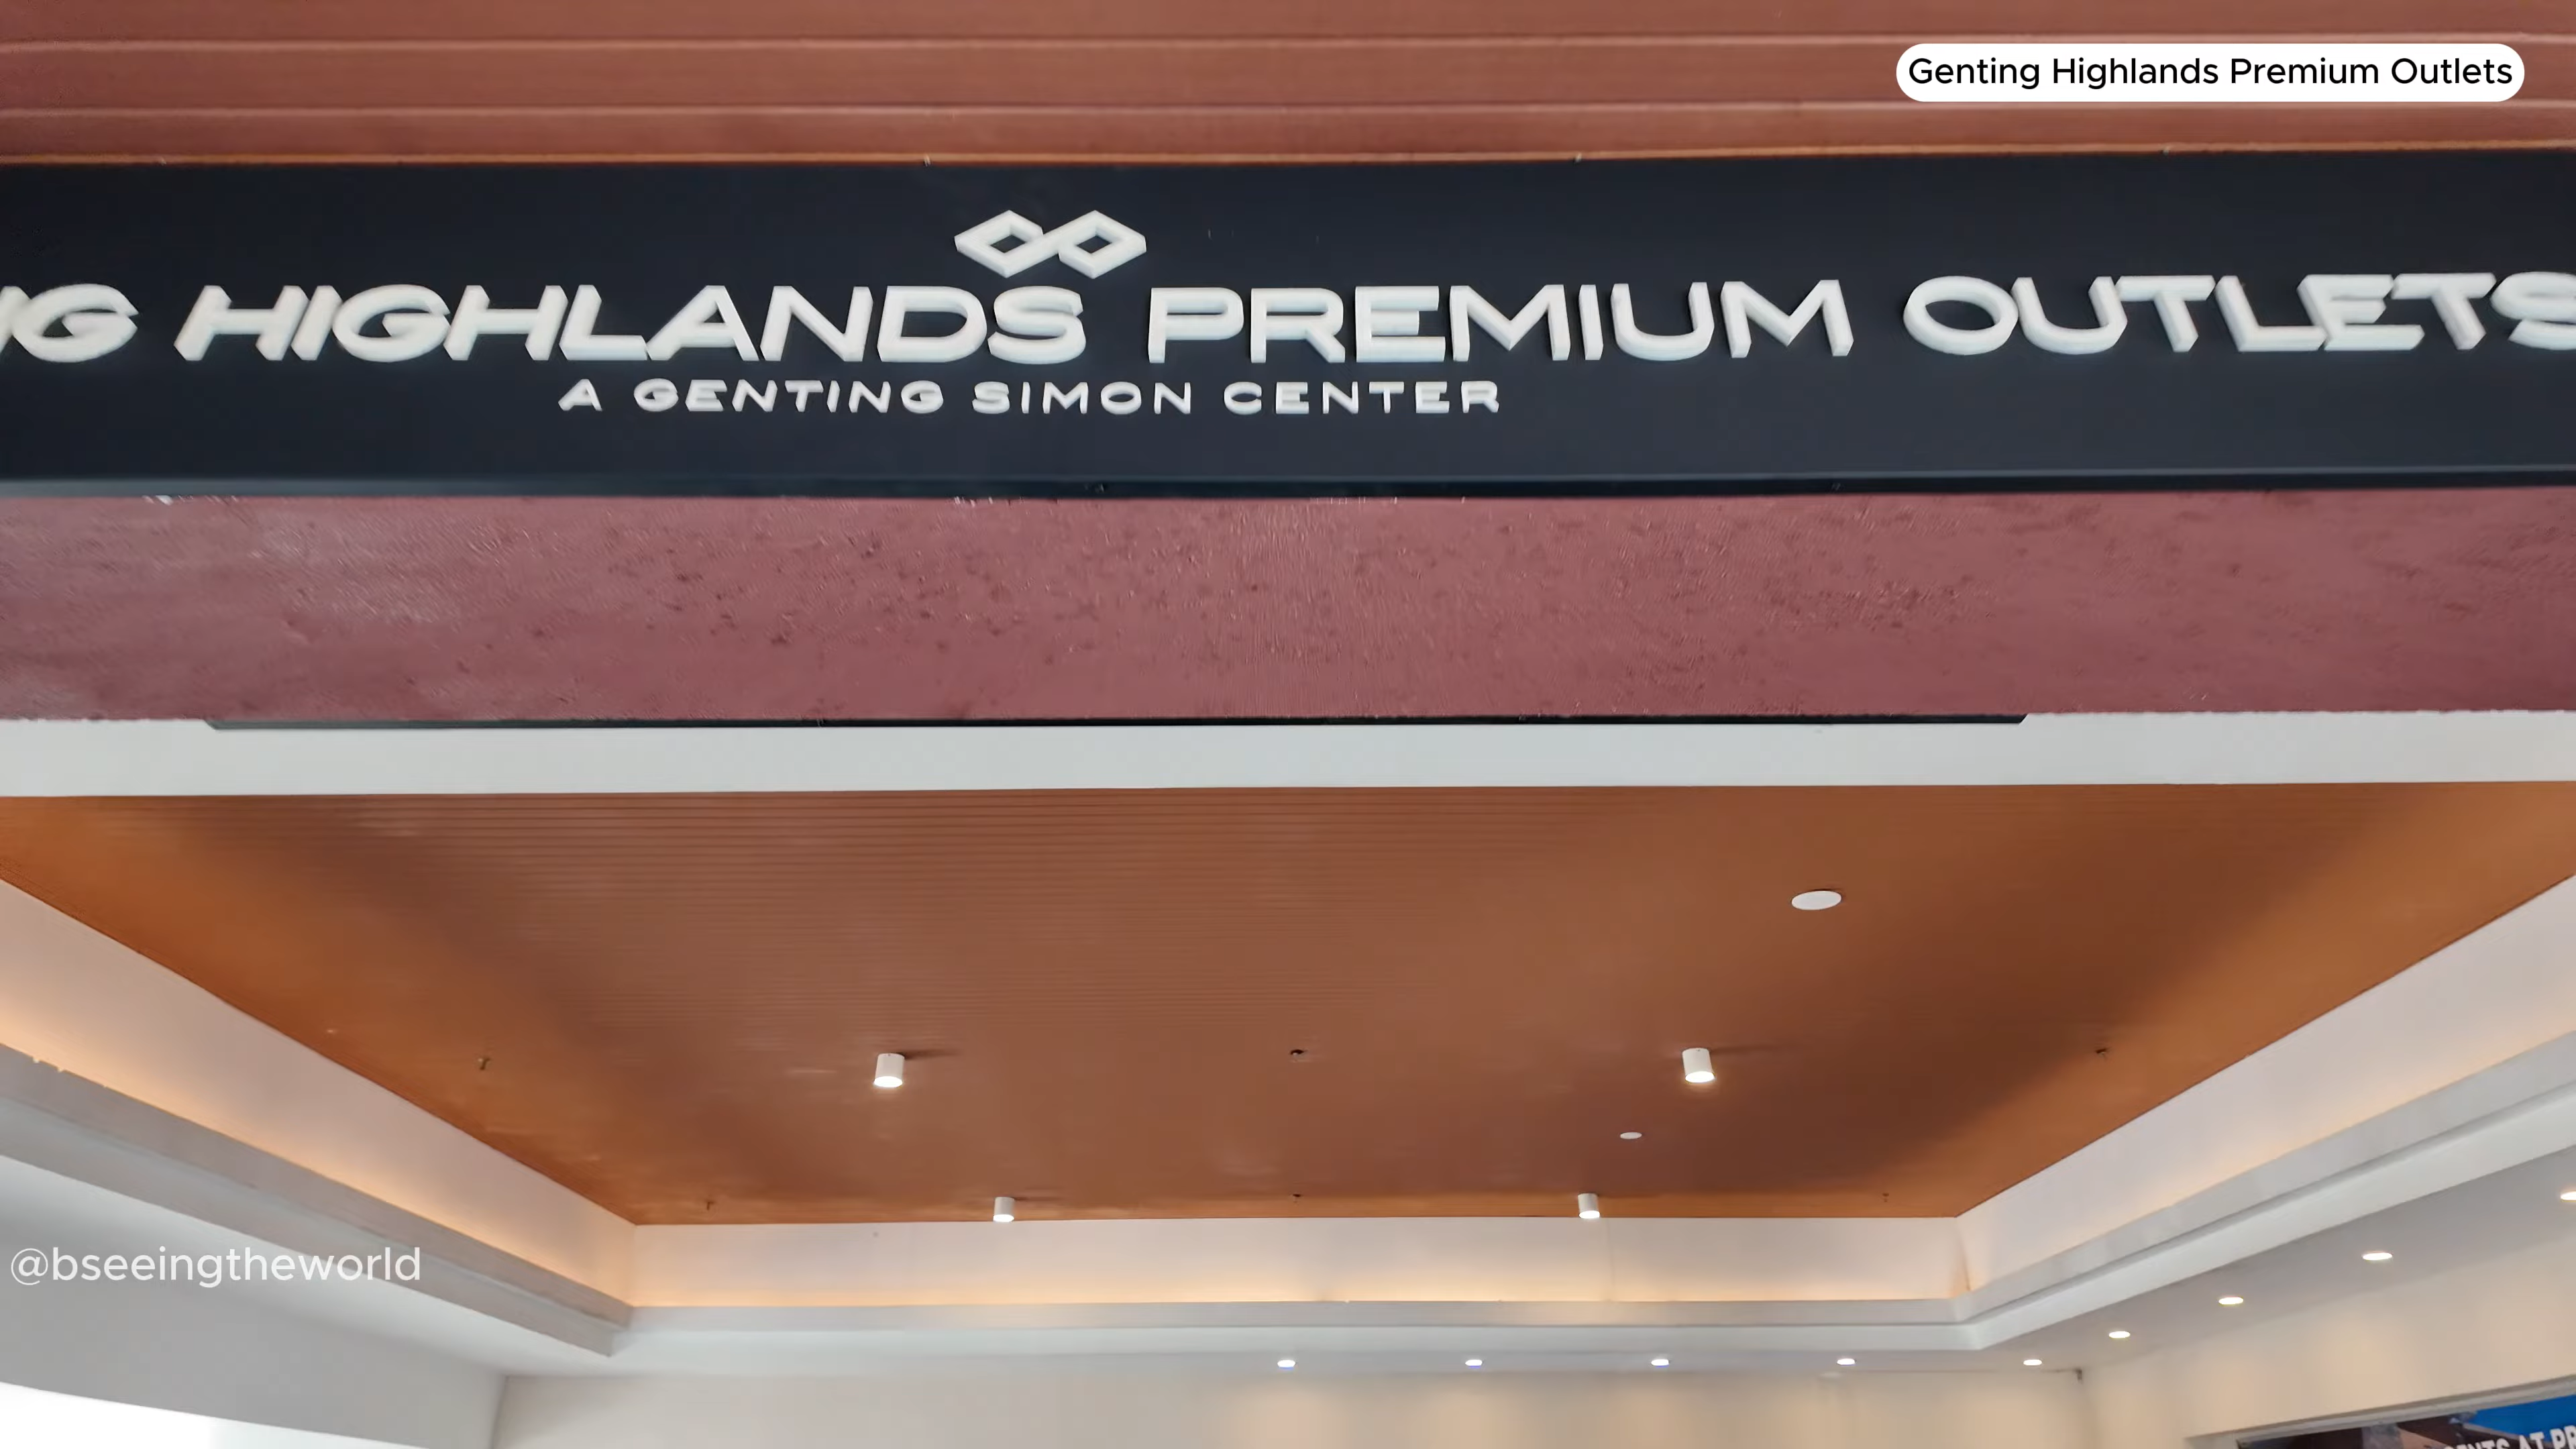 Genting Highlands Premium Outlets
HIGHLANDS PREMIUM OUTLETS
A GENTING SIMON CENTER
@bseeingtheworld